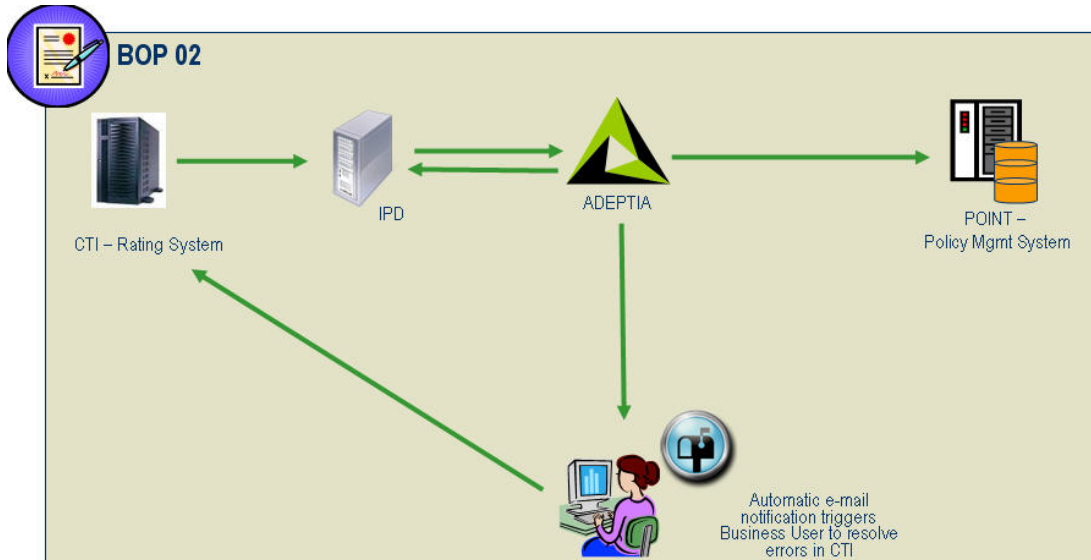 BOP 02
IPD
ADEPTIA
CTI – Rating System
POINT –
Policy Mgmt System
Automatic e-mail
notification triggers
Business User to resolve
errors in CTI